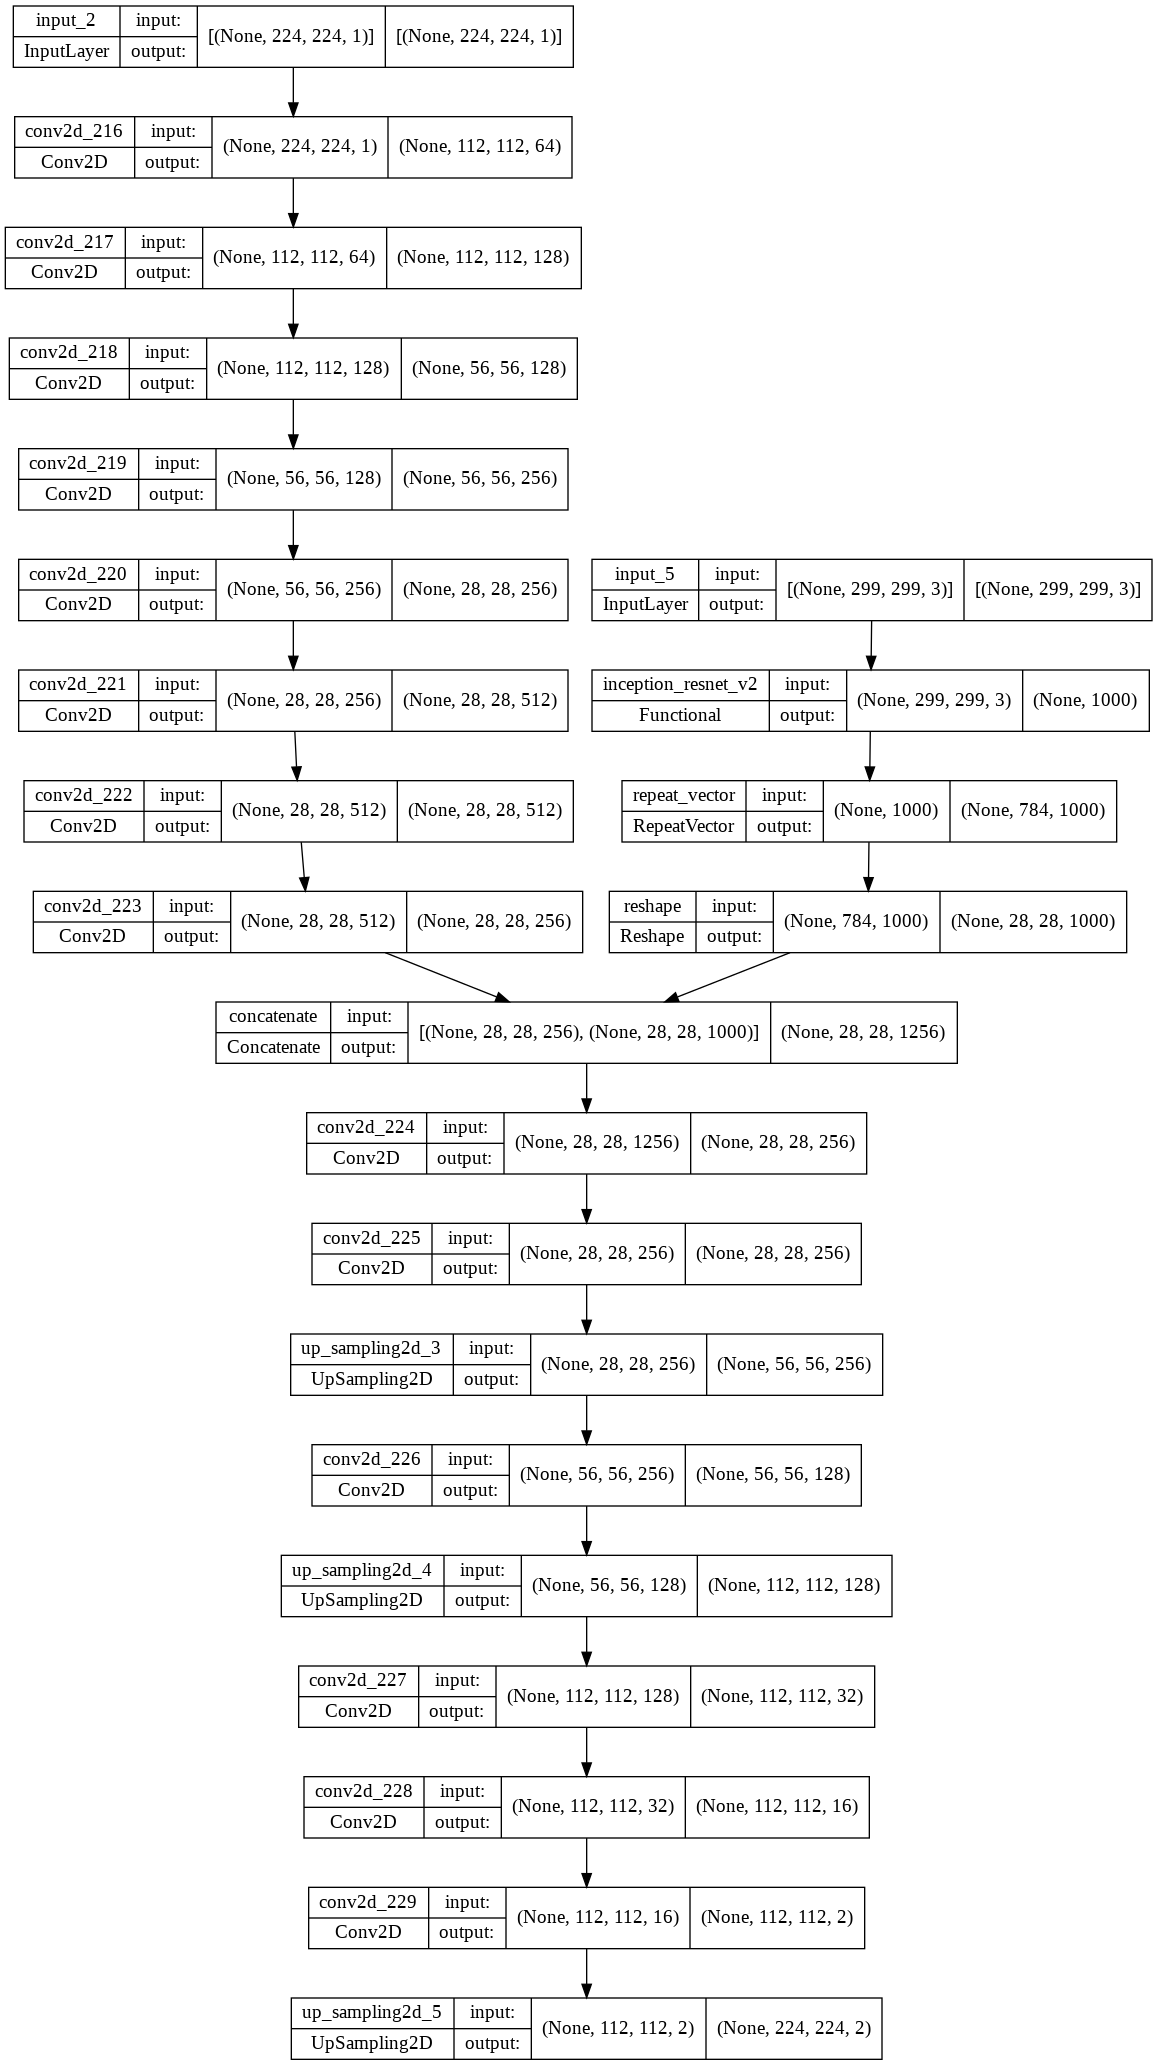 input_2 input: [(None, 224, 224, 1)] [(None, 224, 224, 1)]
InputLayer output:
conv2d_216 input: (None, 224, 224, 1) (None, 112, 112, 64)
Conv2D output:
conv2d_217 input: (None, 112, 112, 64) (None, 112, 112, 128)
Conv2D output:
conv2d_218 input: (None, 112, 112, 128) (None, 56, 56, 128)
Conv2D output:
conv2d_219 input: (None, 56, 56, 128) (None, 56, 56, 256)
Conv2D output:
conv2d_220 input: (None, 56, 56, 256) (None, 28, 28, 256)
Conv2D output:
input_5 input: [(None, 299, 299, 3)] [(None, 299, 299, 3)]
InputLayer output:
conv2d_221 input: (None, 28, 28, 256) (None, 28, 28, 512)
Conv2D output:
inception_resnet_v2 input: (None, 299, 299, 3) (None, 1000)
Functional output:
conv2d_222 input: (None, 28, 28, 512) (None, 28, 28, 512)
Conv2D output:
repeat_vector input: (None, 1000) (None, 784, 1000)
RepeatVector output:
conv2d_223 input: (None, 28, 28, 512) (None, 28, 28, 256)
Conv2D output:
reshape input: (None, 784, 1000) (None, 28, 28, 1000)
Reshape output:
concatenate input: [(None, 28, 28, 256), (None, 28, 28, 1000)] (None, 28, 28, 1256)
Concatenate output:
conv2d_224 input: (None, 28, 28, 1256) (None, 28, 28, 256)
Conv2D output:
conv2d_225 input: (None, 28, 28, 256) (None, 28, 28, 256)
Conv2D output:
up_sampling2d_3 input: (None, 28, 28, 256) (None, 56, 56, 256)
UpSampling2D output:
conv2d_226 input: (None, 56, 56, 256) (None, 56, 56, 128)
Conv2D output:
up_sampling2d_4 input: (None, 56, 56, 128) (None, 112, 112, 128)
UpSampling2D output:
conv2d_227 input: (None, 112, 112, 128) (None, 112, 112, 32)
Conv2D output:
conv2d_228 input: (None, 112, 112, 32) (None, 112, 112, 16)
Conv2D output:
conv2d_229 input: (None, 112, 112, 16) (None, 112, 112, 2)
Conv2D output:
up_sampling2d_5 input: (None, 112, 112, 2) (None, 224, 224, 2)
UpSampling2D output: